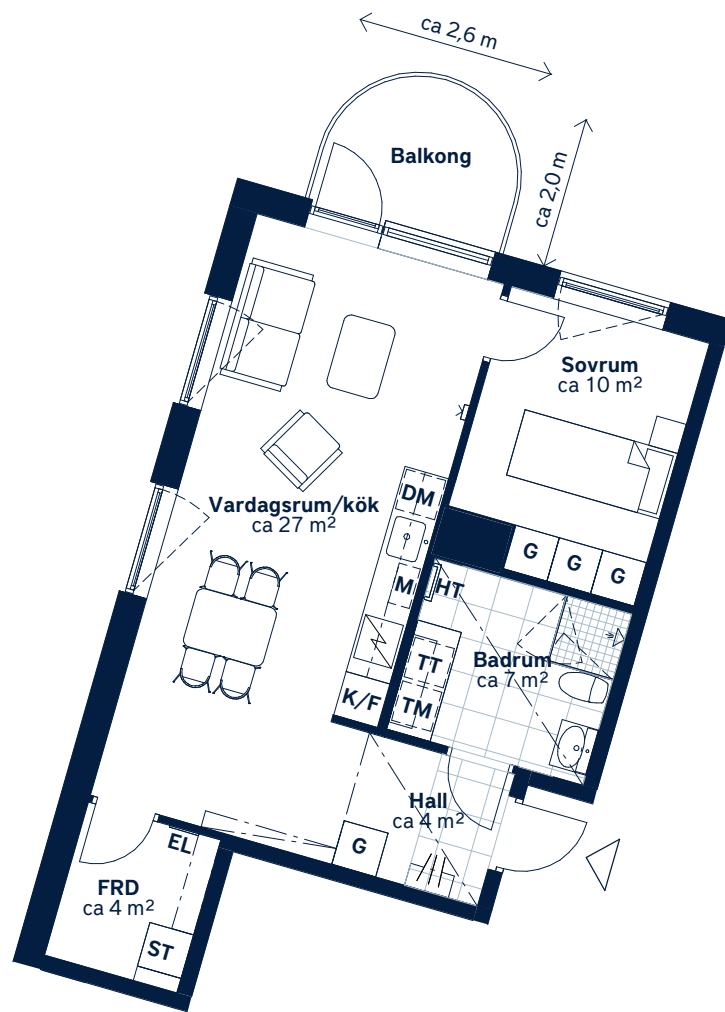 ca 2,6 m
Balkong
ca 2,0 m
Sovrum
ca 10 m²
DM
Vardagsrum/kök
ca 27 m²
G
G
G
M
HT
TT
Badrum
ca 7 m²
K/F
TM
Hall
ca 4 m²
EL
G
FRD
ca 4 m²
ST